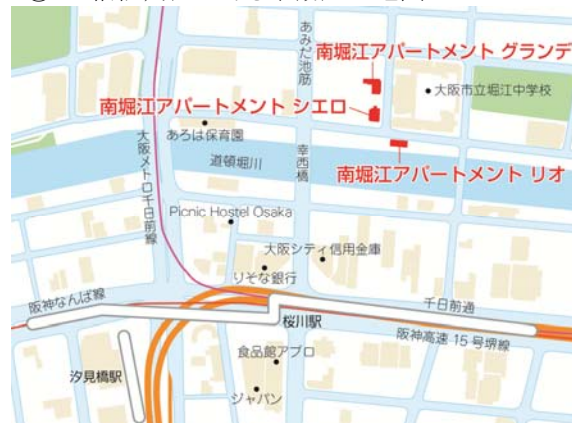 あみだ池筋
南堀江アパートメント グランデ
大阪市立堀江中学校
南堀江アパートメント シエロ
あろは保育園
大阪メトロ千日前線
道頓堀川
幸西橋
南堀江アパートメント リオ
Picnic Hostel Osaka
大阪シティ信用金庫
りそな銀行
阪神なんば線
千日前通
桜川駅
阪神高速15号堺線
食品館アプロ
汐見橋駅
ジャパン